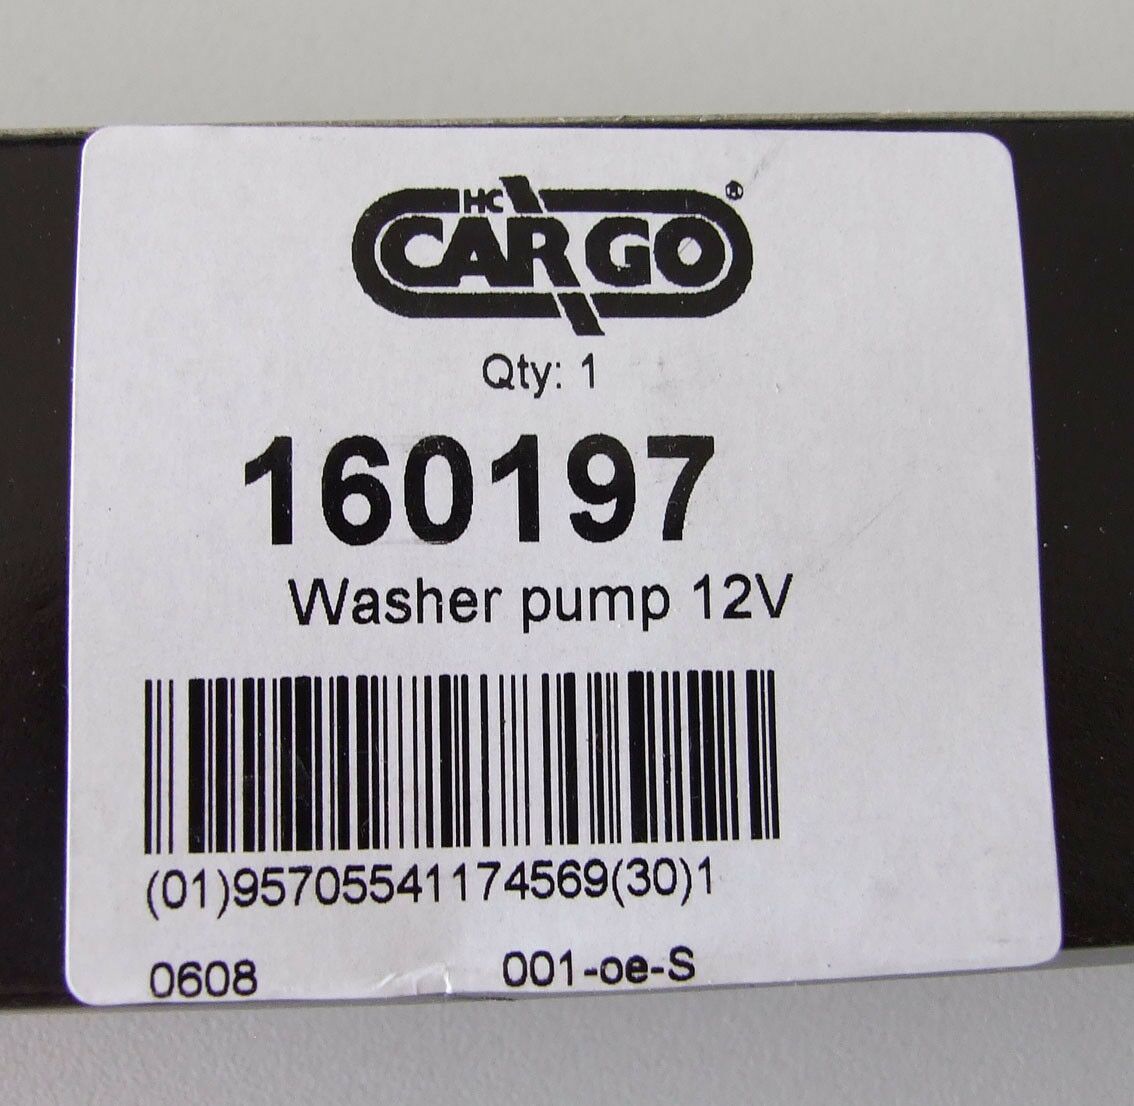 HC
CARGO®
Qty: 1
160197
Washer pump 12V
(01)95705541174569(30)1
0608 001-oe-S